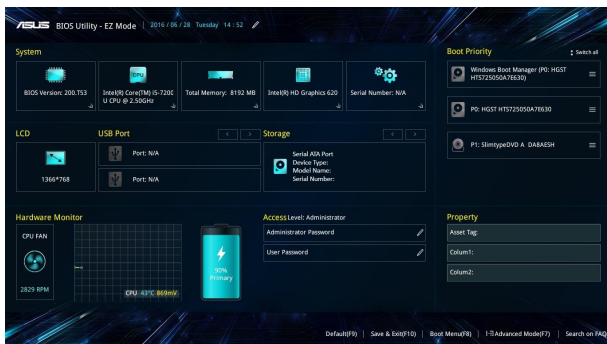 ASUS BIOS Utility - EZ Mode 2016 / 06 / 28 Tuesday 14 : 52
System
BIOS Version: 200.T53
CPU
Intel(R) Core(TM) i5-7200
U CPU @ 2.50GHz
Total Memory: 8192 MB
Intel(R) HD Graphics 620
Serial Number: N/A
Boot Priority
Switch all
Windows Boot Manager (P0: HGST
HTS725050A7E630)
P0: HGST HTS725050A7E630
P1: SlimtypeDVD A DA8AESH
LCD
1366*768
USB Port
Port: N/A
Port: N/A
Storage
Serial ATA Port
Device Type:
Model Name:
Serial Number:
Hardware Monitor
CPU FAN
2829 RPM
CPU 43°C 869mV
90%
Primary
Access Level: Administrator
Administrator Password
User Password
Property
Asset Tag:
Colum1:
Colum2:
Default(F9) | Save & Exit(F10) | Boot Menu(F8) | Advanced Mode(F7) | Search on FAQ